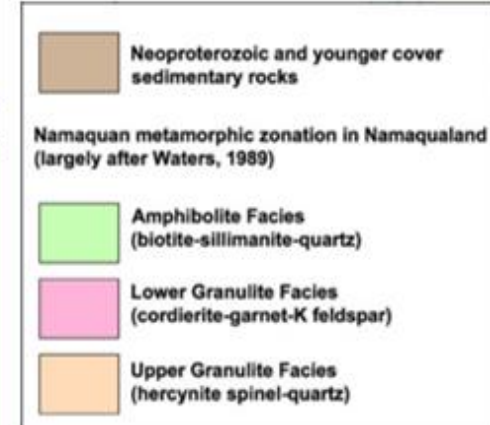 Neoproterozoic and younger cover
sedimentary rocks
Namaquan metamorphic zonation in Namaqualand
(largely after Waters, 1989)
Amphibolite Facies
(biotite-sillimanite-quartz)
Lower Granulite Facies
(cordierite-garnet-K feldspar)
Upper Granulite Facies
(hercynite spinel-quartz)